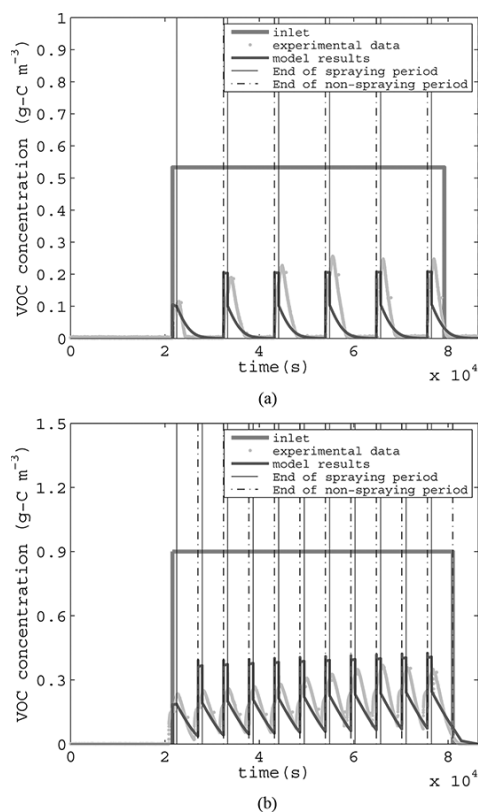 1
0.9
0.8
0.7
0.6
0.5
0.4
0.3
0.2
0.1
0
VOC concentration (g-C m⁻³)
inlet
experimental data
model results
End of spraying period
End of non-spraying period
0 2 4 6 8
time(s)
x 10⁴
(a)
1.5
1.2
0.9
0.6
0.3
0
VOC concentration (g-C m⁻³)
inlet
experimental data
model results
End of spraying period
End of non-spraying period
0 2 4 6 8
time(s)
x 10⁴
(b)